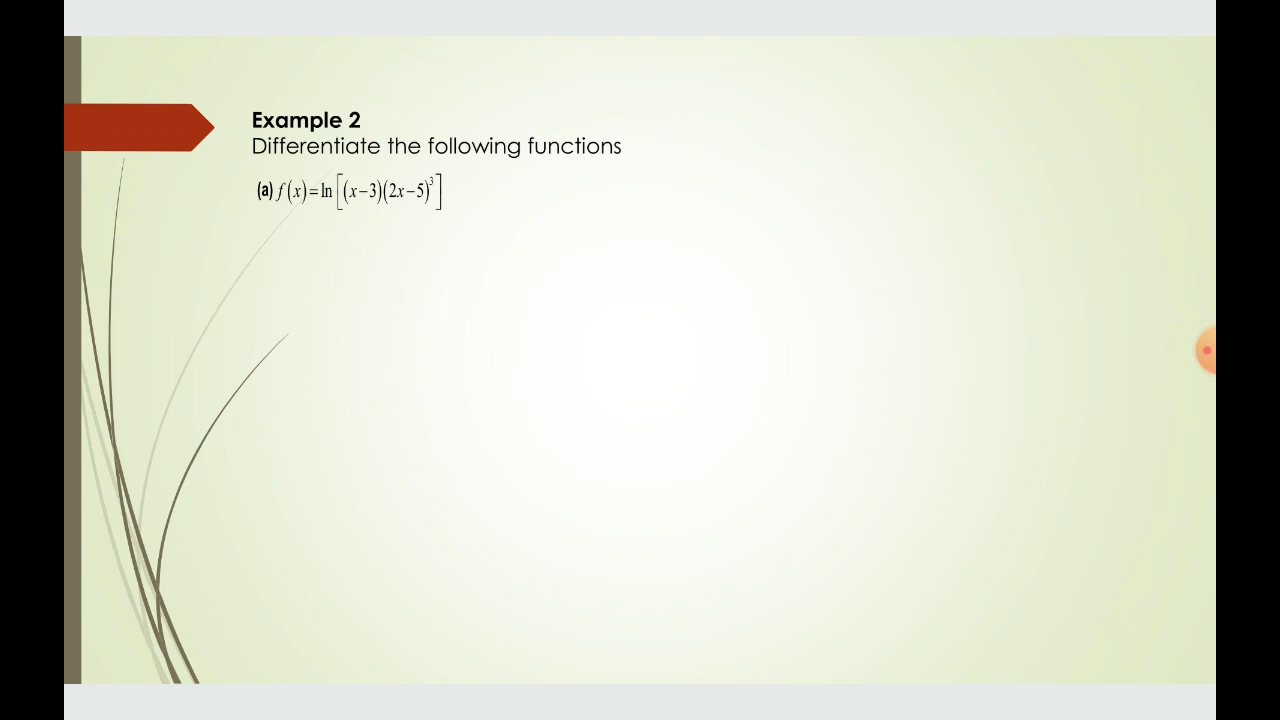 Example 2
Differentiate the following functions
(a) f(x)=ln[(x−3)(2x−5)³]